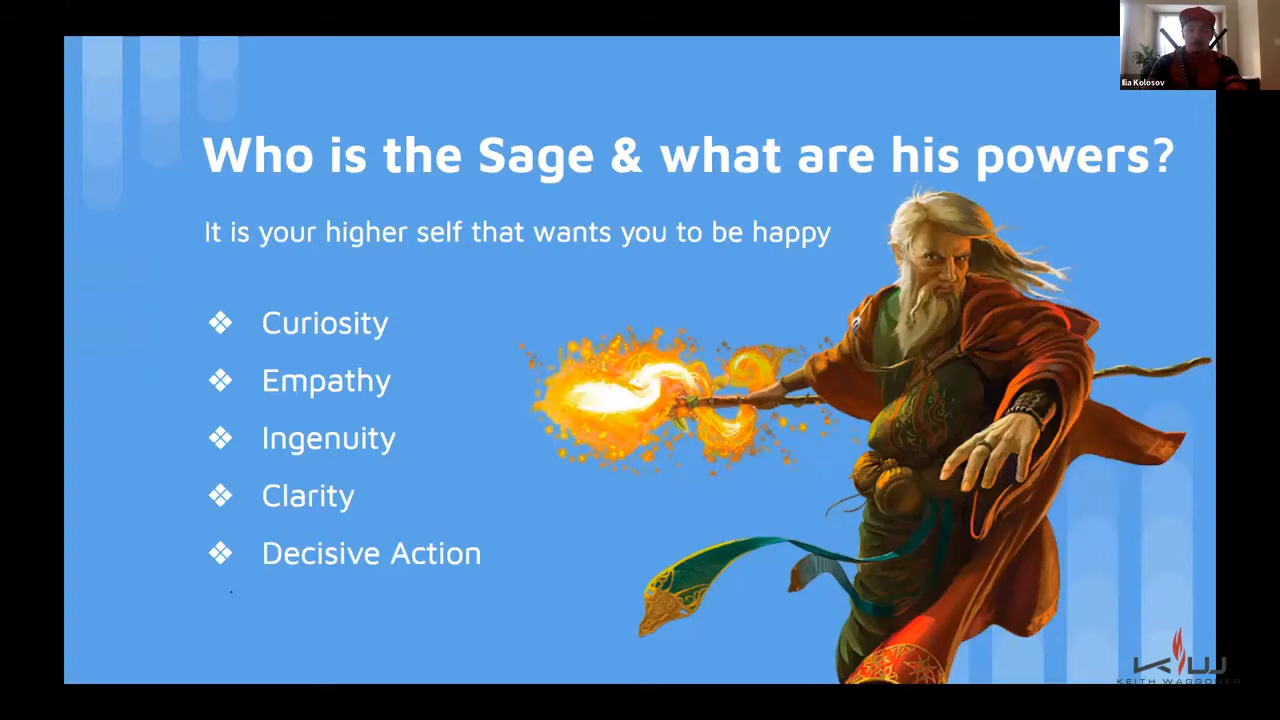 Ilia Kolosov
Who is the Sage & what are his powers?
It is your higher self that wants you to be happy
❖ Curiosity
❖ Empathy
❖ Ingenuity
❖ Clarity
❖ Decisive Action
KWJ
KEITH WAGGONER